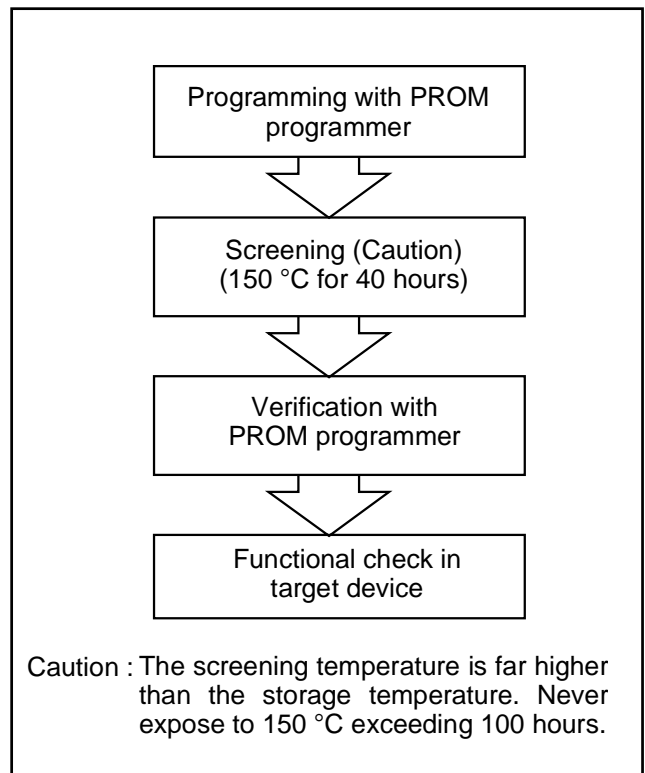 Programming with PROM
programmer
Screening (Caution)
(150 °C for 40 hours)
Verification with
PROM programmer
Functional check in
target device
Caution : The screening temperature is far higher
than the storage temperature. Never
expose to 150 °C exceeding 100 hours.